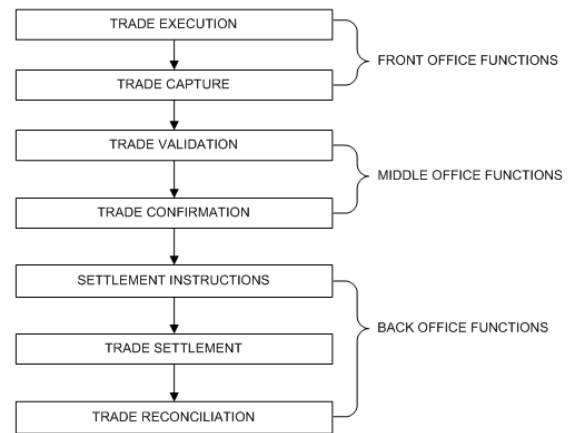 TRADE EXECUTION
FRONT OFFICE FUNCTIONS
TRADE CAPTURE
TRADE VALIDATION
MIDDLE OFFICE FUNCTIONS
TRADE CONFIRMATION
SETTLEMENT INSTRUCTIONS
BACK OFFICE FUNCTIONS
TRADE SETTLEMENT
TRADE RECONCILIATION